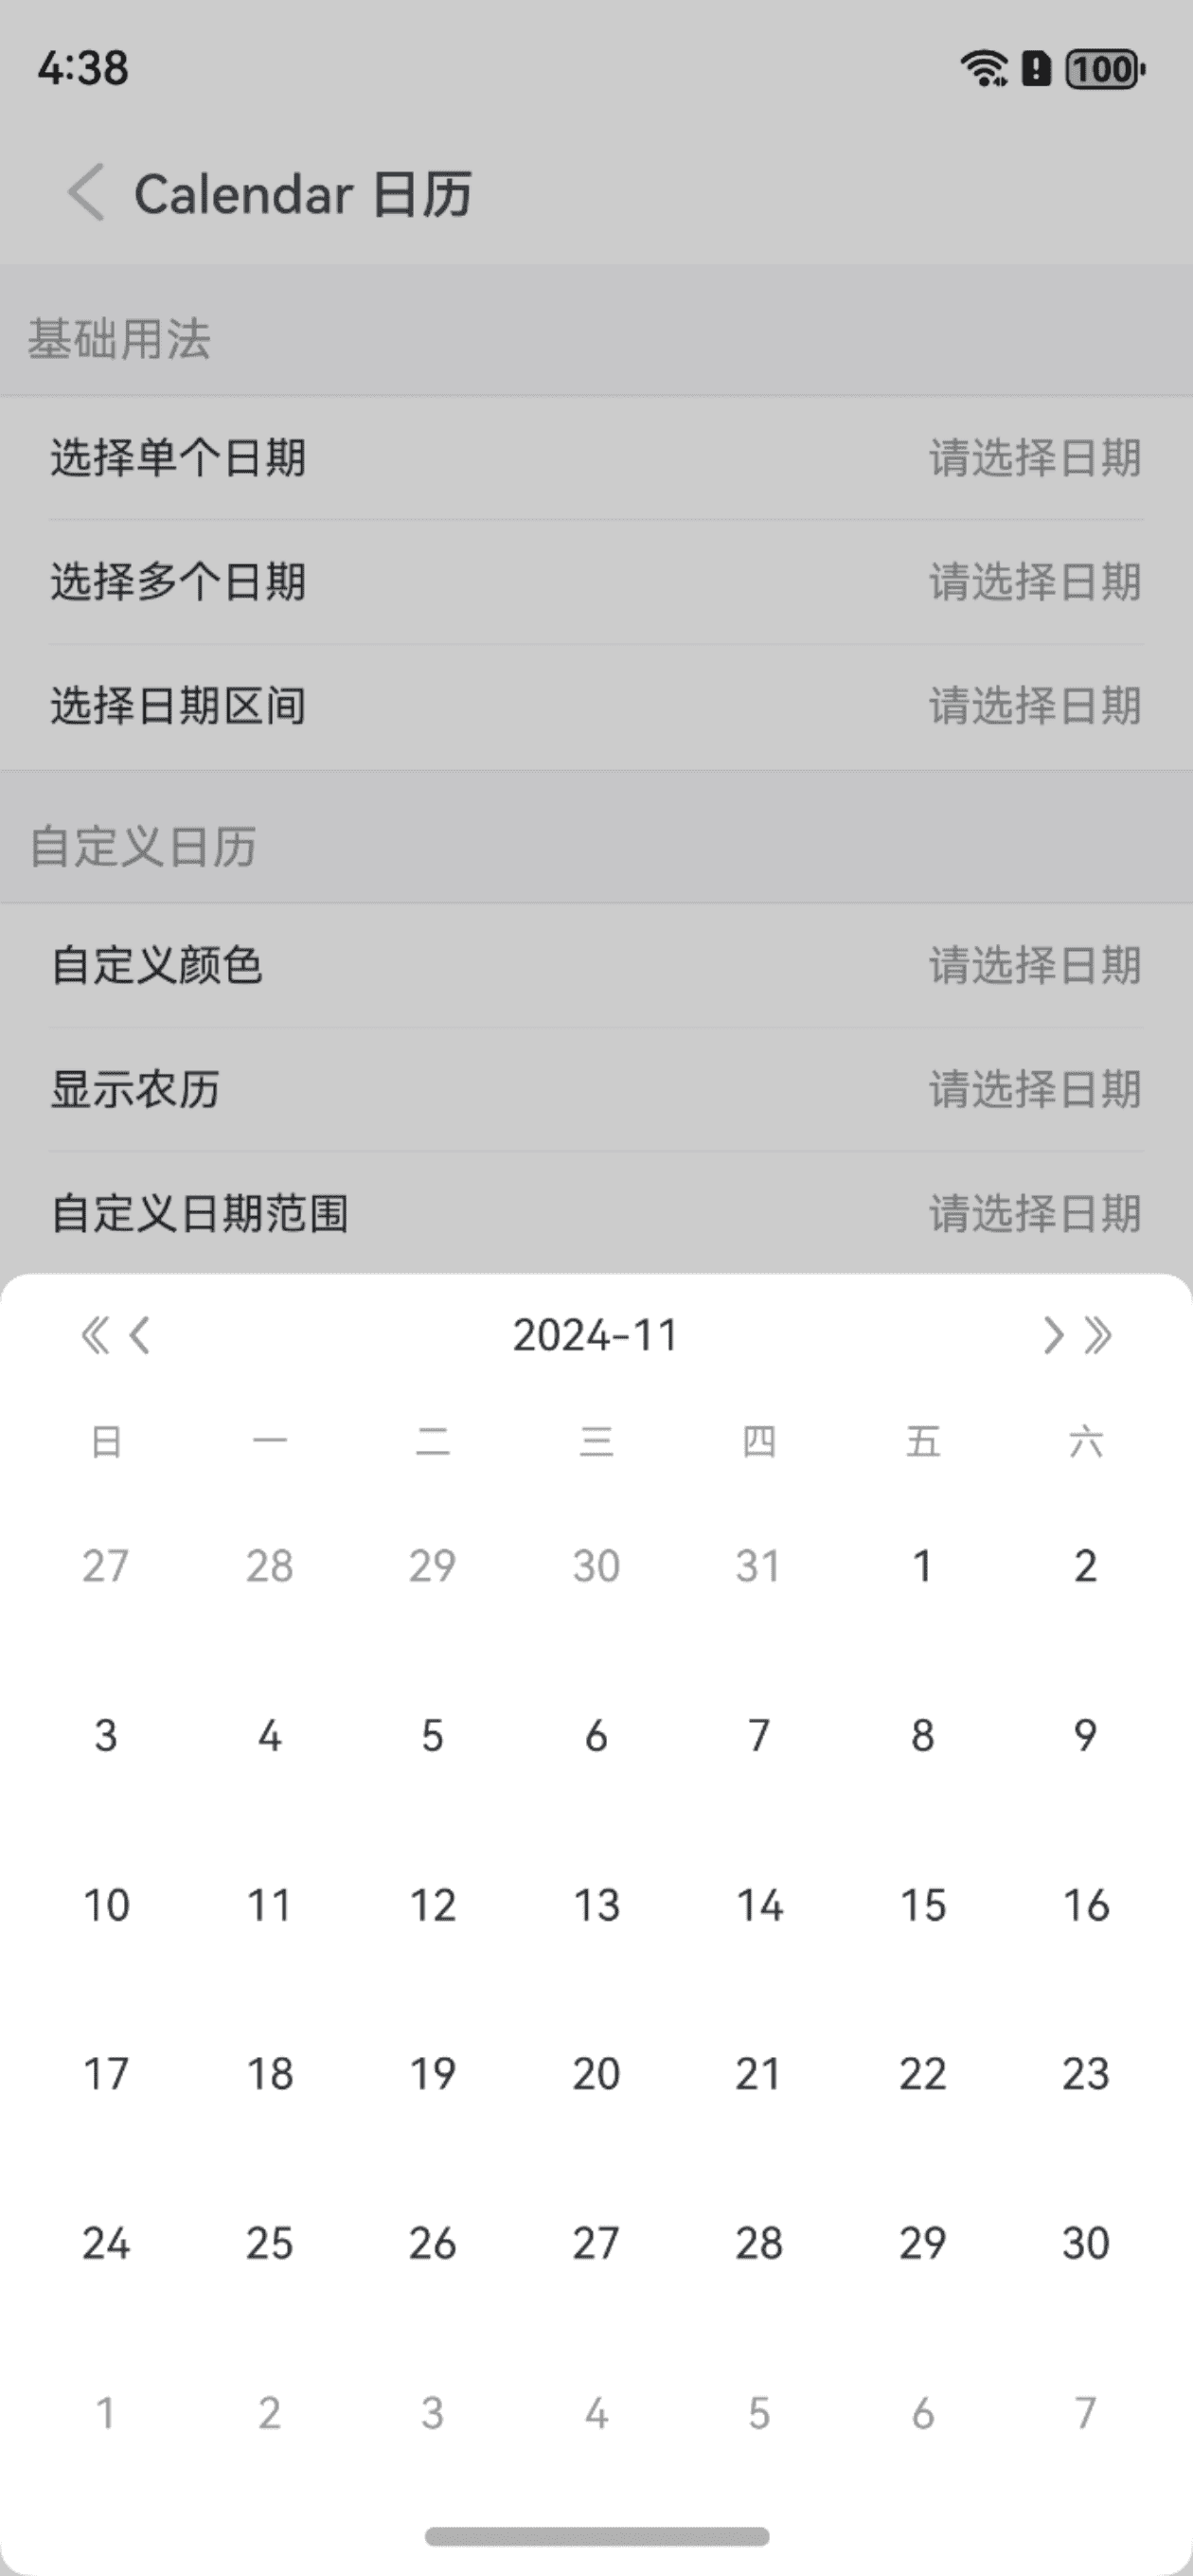 4:38
100
Calendar 日历
基础用法
选择单个日期 请选择日期
选择多个日期 请选择日期
选择日期区间 请选择日期
自定义日历
自定义颜色 请选择日期
显示农历 请选择日期
自定义日期范围 请选择日期
2024-11
日 一 二 三 四 五 六
27 28 29 30 31 1 2
3 4 5 6 7 8 9
10 11 12 13 14 15 16
17 18 19 20 21 22 23
24 25 26 27 28 29 30
1 2 3 4 5 6 7